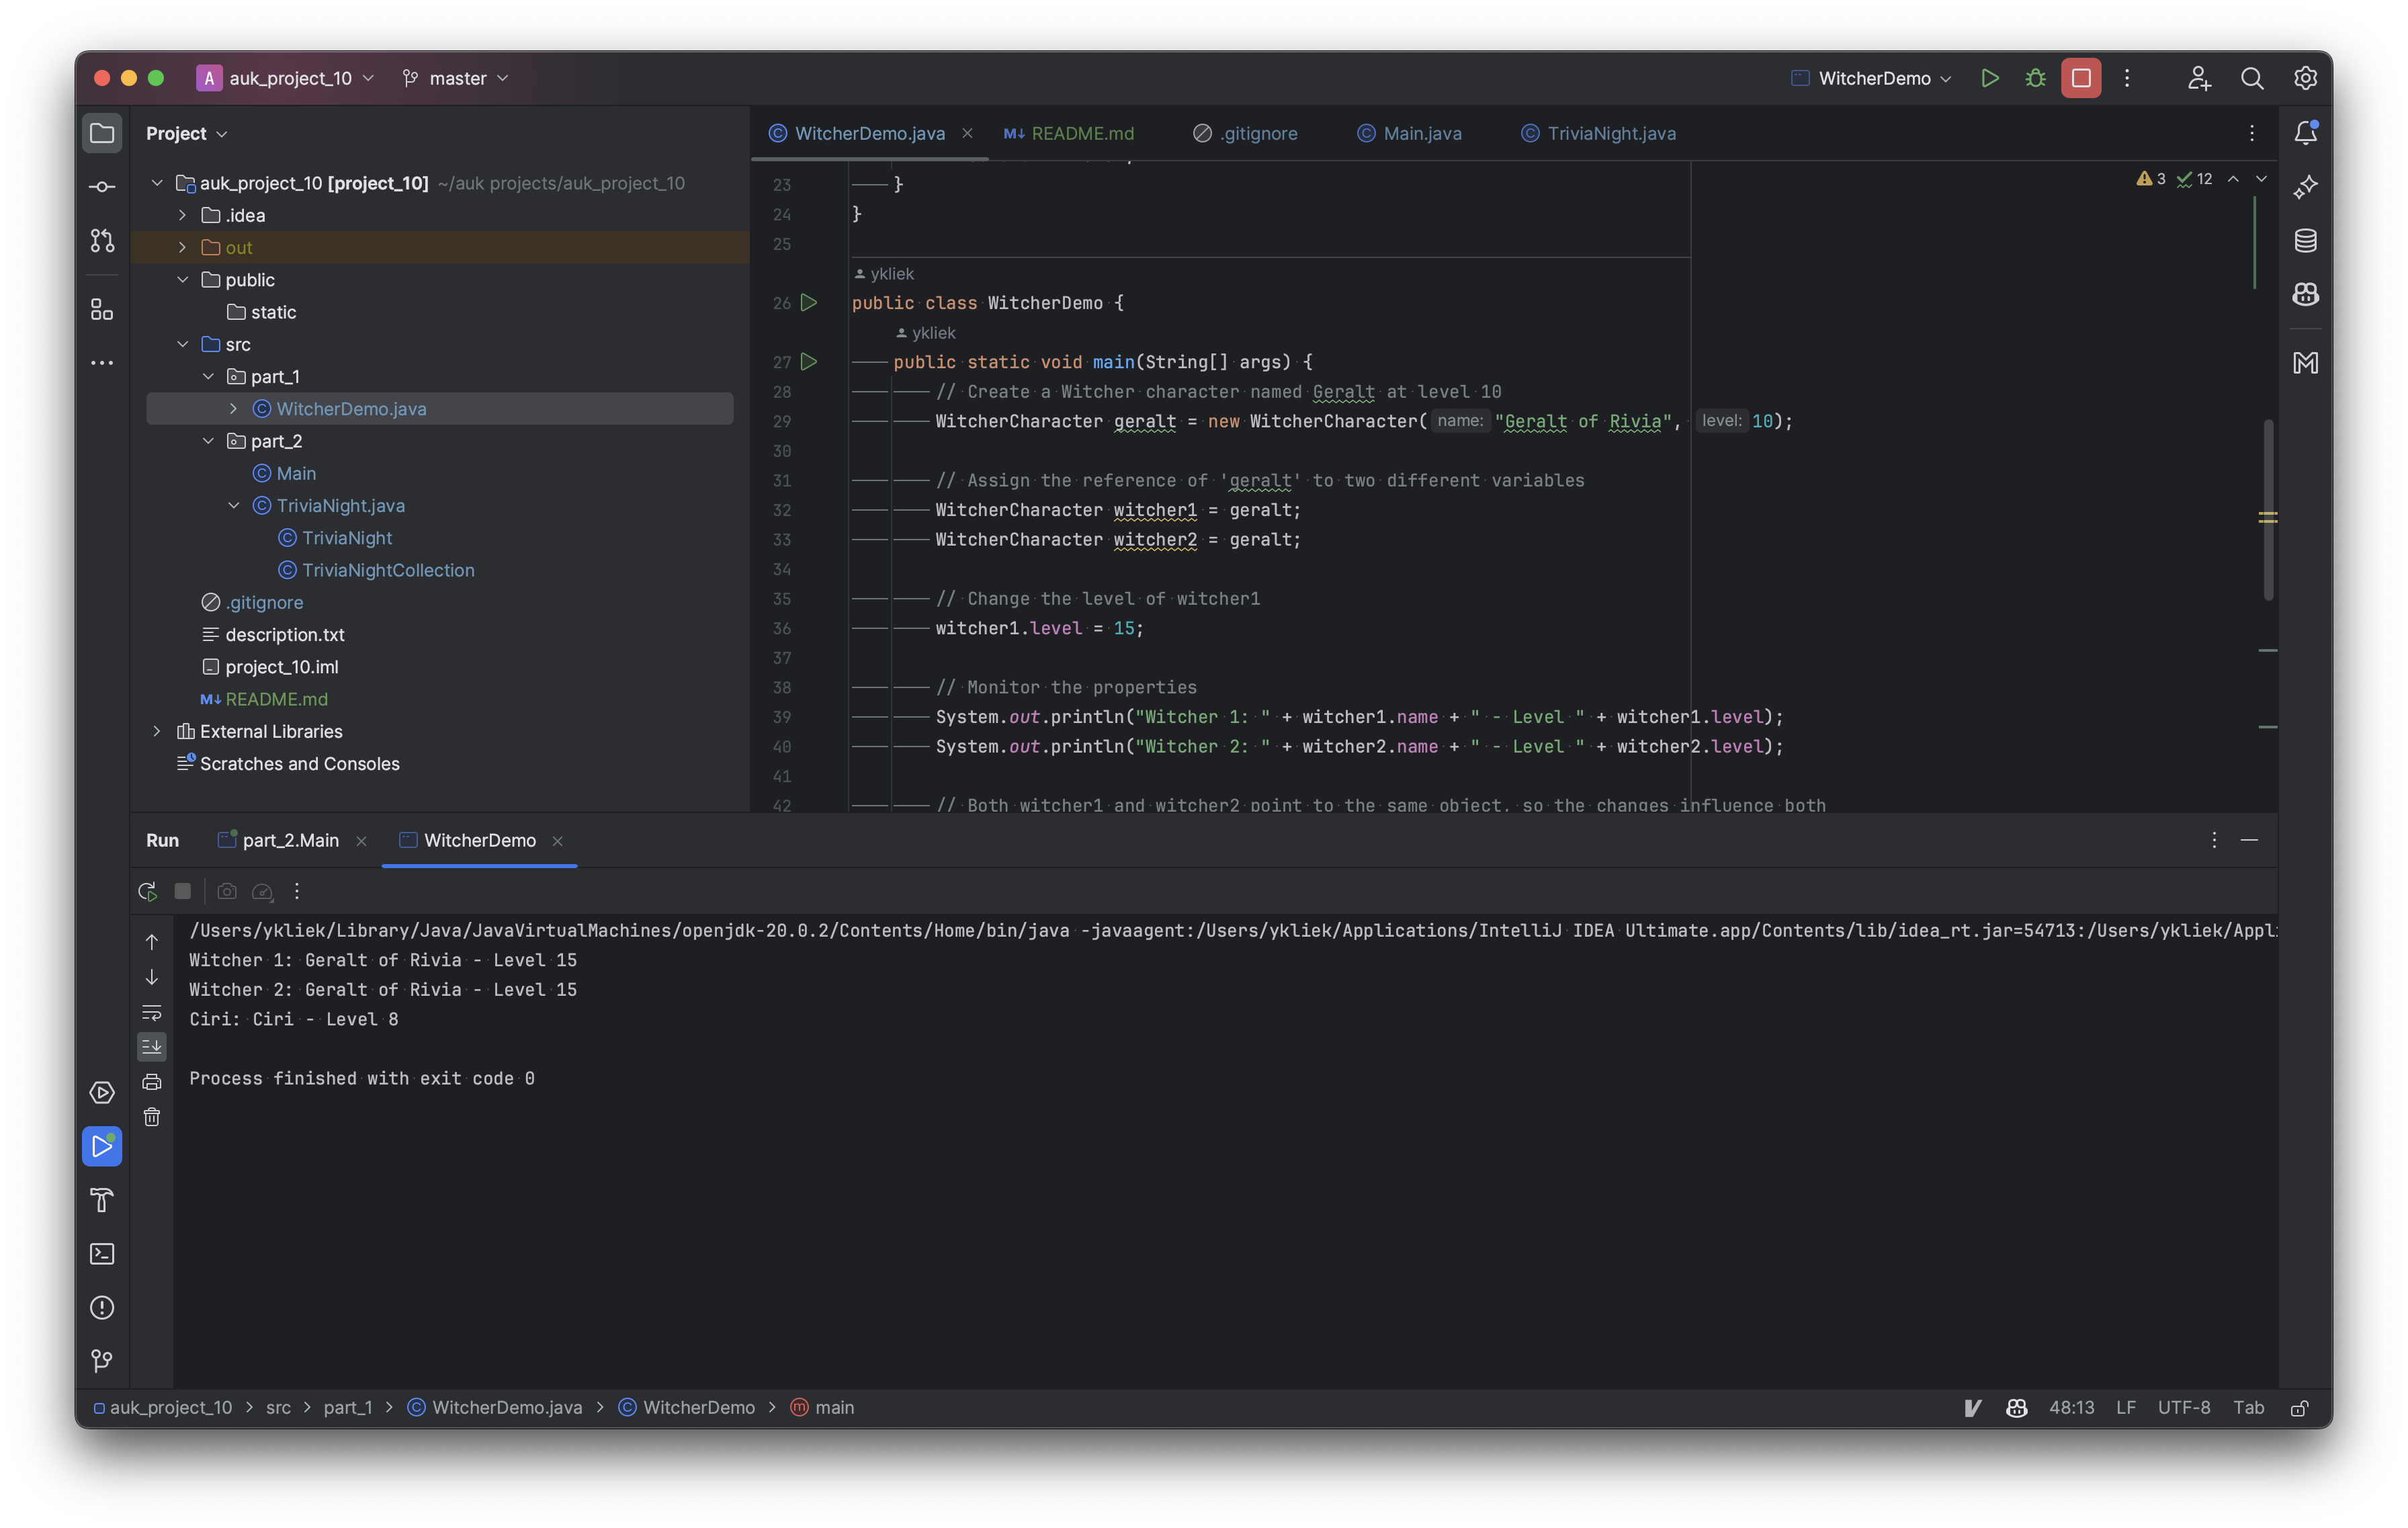 A auk_project_10 master WitcherDemo
Project
WitcherDemo.java README.md .gitignore Main.java TriviaNight.java
auk_project_10 [project_10] ~/auk projects/auk_project_10
.idea
out
public
static
src
part_1
WitcherDemo.java
part_2
Main
TriviaNight.java
TriviaNight
TriviaNightCollection
.gitignore
description.txt
project_10.iml
M↓ README.md
External Libraries
Scratches and Consoles
3 12
23 }
24 }
25
ykliek
26 public class WitcherDemo {
ykliek
27 public static void main(String[] args) {
28 // Create a Witcher character named Geralt at level 10
29 WitcherCharacter geralt = new WitcherCharacter( name: "Geralt of Rivia", level: 10);
30
31 // Assign the reference of 'geralt' to two different variables
32 WitcherCharacter witcher1 = geralt;
33 WitcherCharacter witcher2 = geralt;
34
35 // Change the level of witcher1
36 witcher1.level = 15;
37
38 // Monitor the properties
39 System.out.println("Witcher 1: " + witcher1.name + " - Level " + witcher1.level);
40 System.out.println("Witcher 2: " + witcher2.name + " - Level " + witcher2.level);
41
42 // Both witcher1 and witcher2 point to the same object, so the changes influence both
Run part_2.Main WitcherDemo
/Users/ykliek/Library/Java/JavaVirtualMachines/openjdk-20.0.2/Contents/Home/bin/java -javaagent:/Users/ykliek/Applications/IntelliJ IDEA Ultimate.app/Contents/lib/idea_rt.jar=54713:/Users/ykliek/Appl
Witcher 1: Geralt of Rivia - Level 15
Witcher 2: Geralt of Rivia - Level 15
Ciri: Ciri - Level 8
Process finished with exit code 0
auk_project_10 > src > part_1 > WitcherDemo.java > WitcherDemo > main 48:13 LF UTF-8 Tab